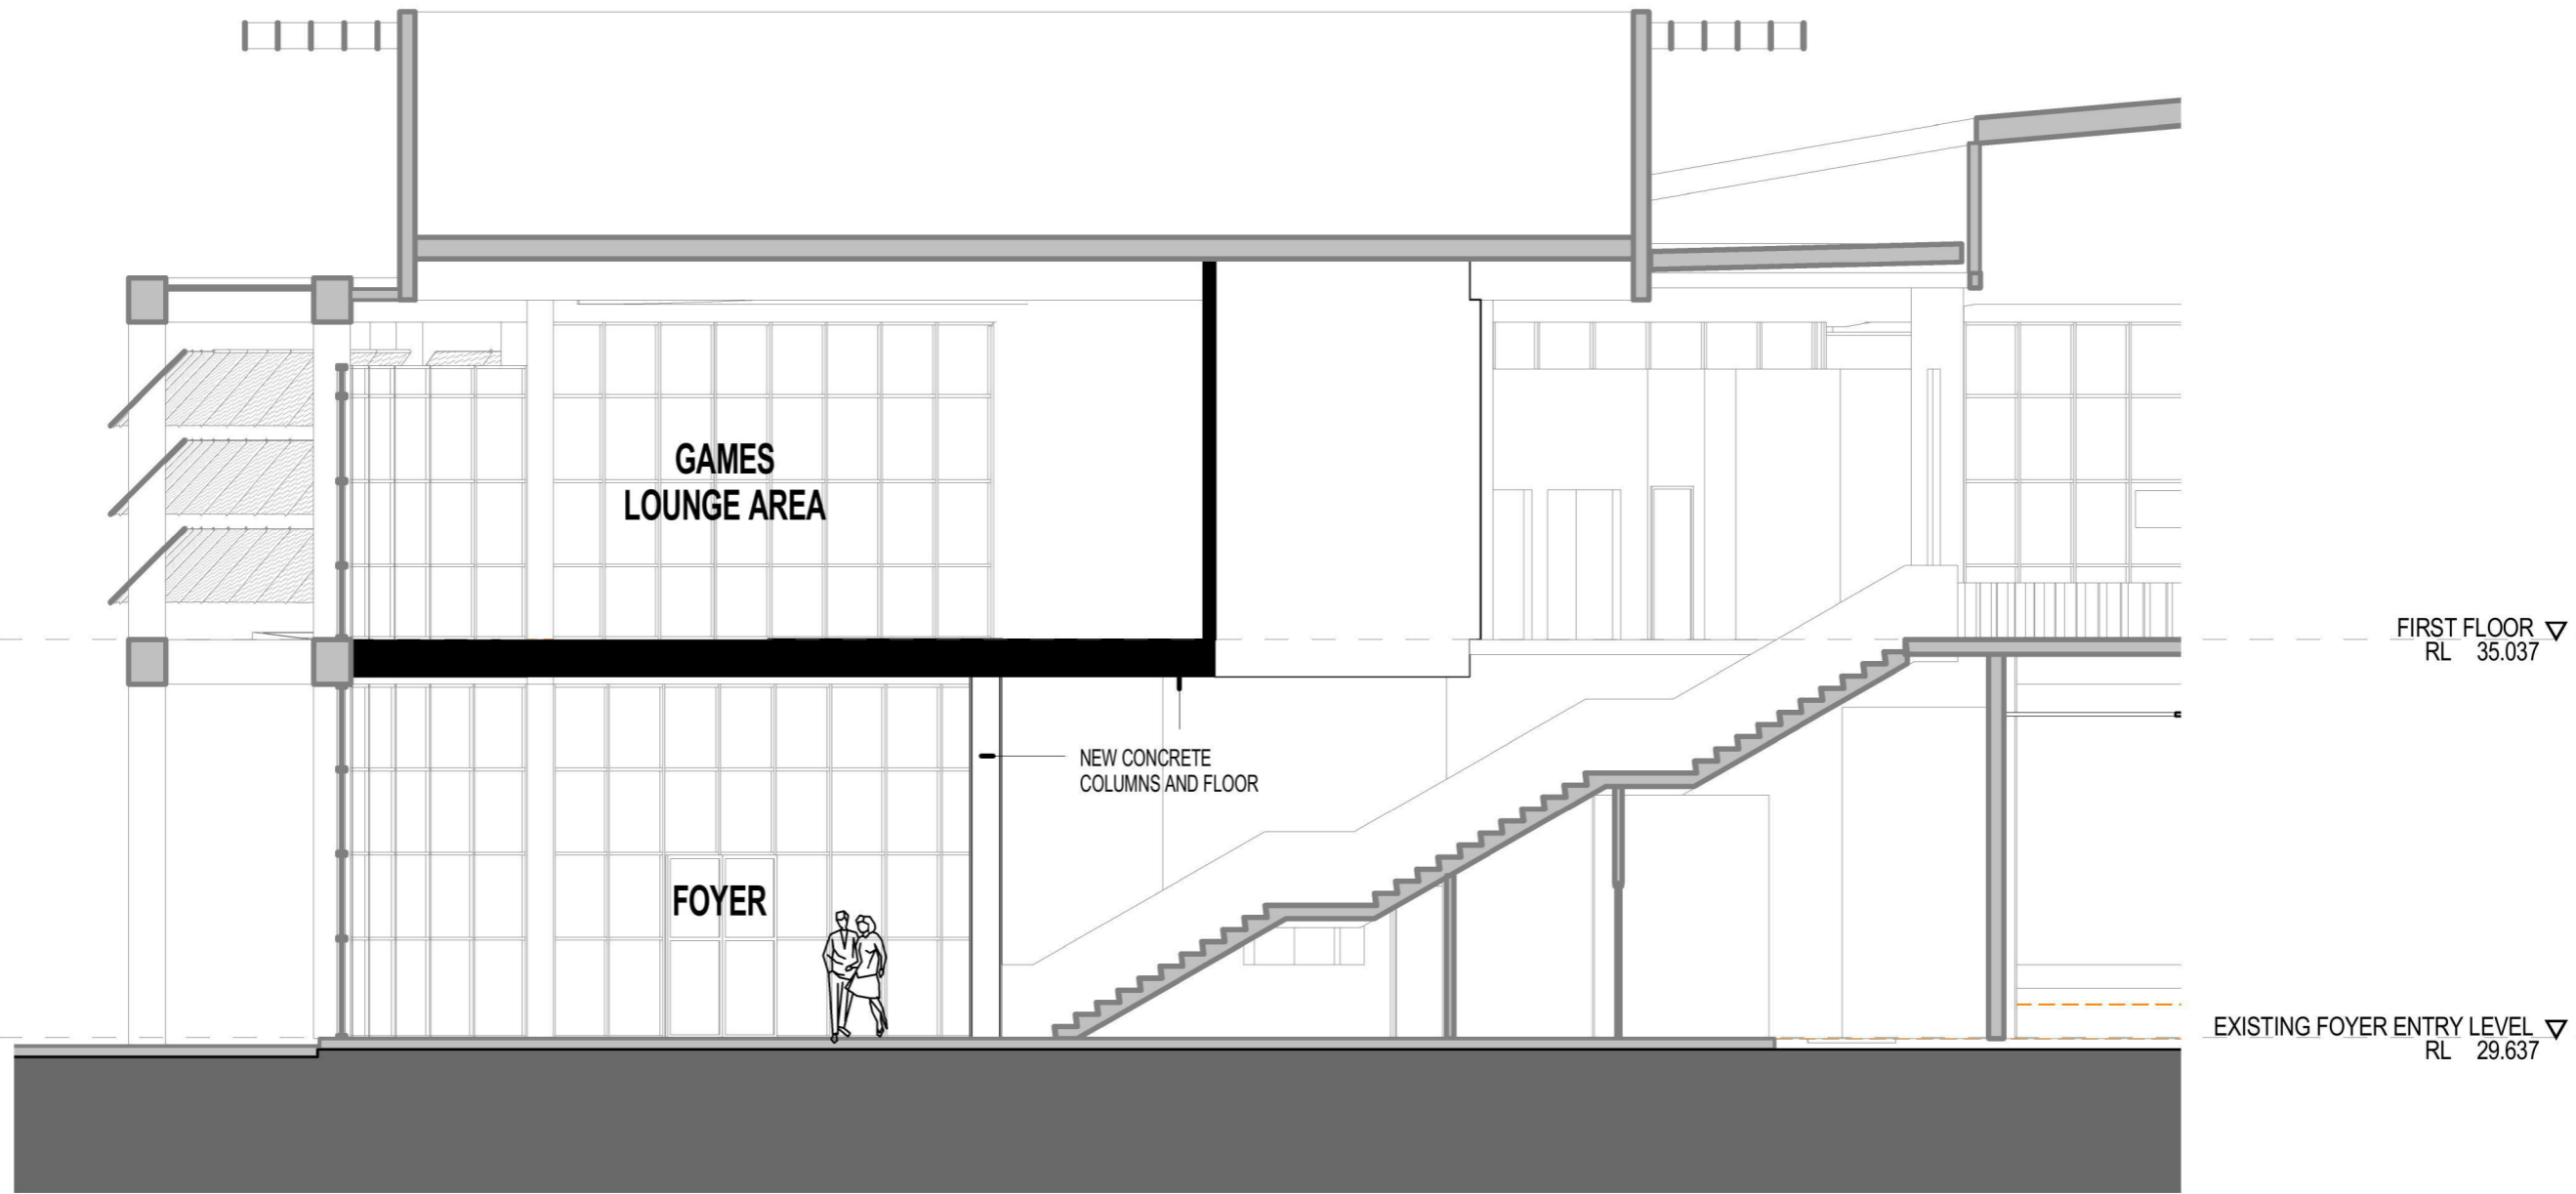 GAMES
LOUNGE AREA
FIRST FLOOR
RL 35.037
NEW CONCRETE
COLUMNS AND FLOOR
FOYER
EXISTING FOYER ENTRY LEVEL
RL 29.637